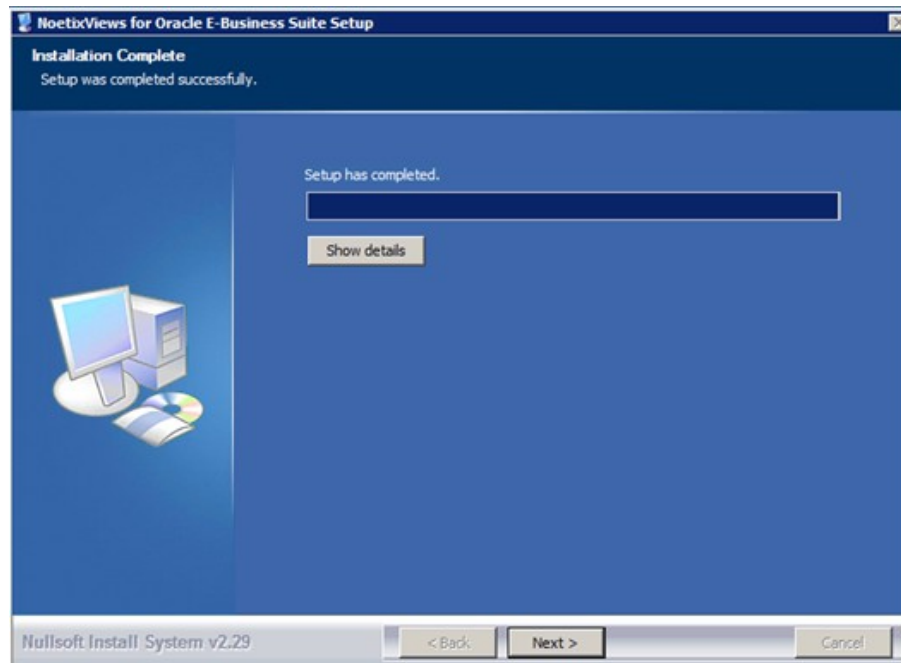 NoetixViews for Oracle E-Business Suite Setup
Installation Complete
Setup was completed successfully.
Setup has completed.
Show details
Nullsoft Install System v2.29
< Back
Next >
Cancel